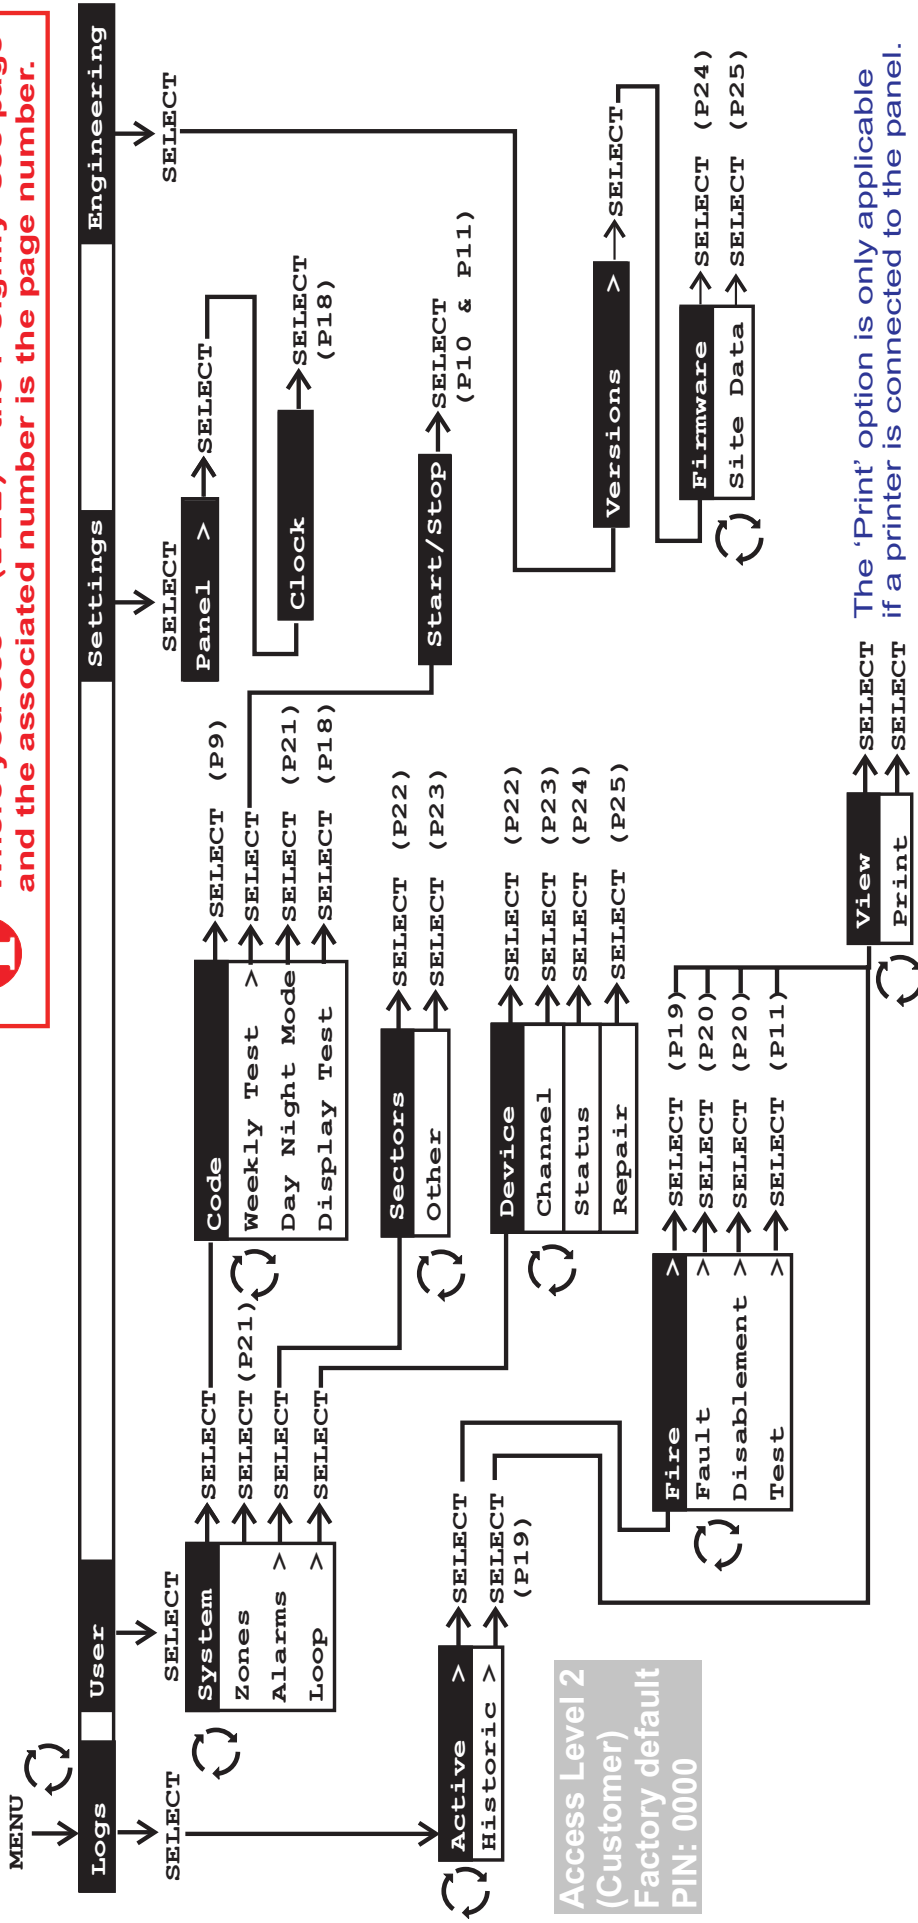 and the associated number is the page number.
MENU
Logs
User
Settings
Engineering
SELECT
SELECT
SELECT
SELECT
System
Zones
Alarms >
Loop >
SELECT
SELECT (P21)
SELECT
SELECT
Code
Weekly Test >
Day Night Mode
Display Test
SELECT (P9)
SELECT
SELECT (P21)
SELECT (P18)
Panel >
SELECT
Clock
SELECT
(P18)
Start/Stop
SELECT
(P10 & P11)
Sectors
Other
SELECT (P22)
SELECT (P23)
Active >
Historic >
SELECT
SELECT
(P19)
Device
Channel
Status
Repair
SELECT (P22)
SELECT (P23)
SELECT (P24)
SELECT (P25)
Versions >
SELECT
Firmware
Site Data
SELECT (P24)
SELECT (P25)
Fire >
Fault >
Disablement >
Test >
SELECT (P19)
SELECT (P20)
SELECT (P20)
SELECT (P11)
View
Print
SELECT
SELECT
Access Level 2
(Customer)
Factory default
PIN: 0000
The ‘Print’ option is only applicable
if a printer is connected to the panel.